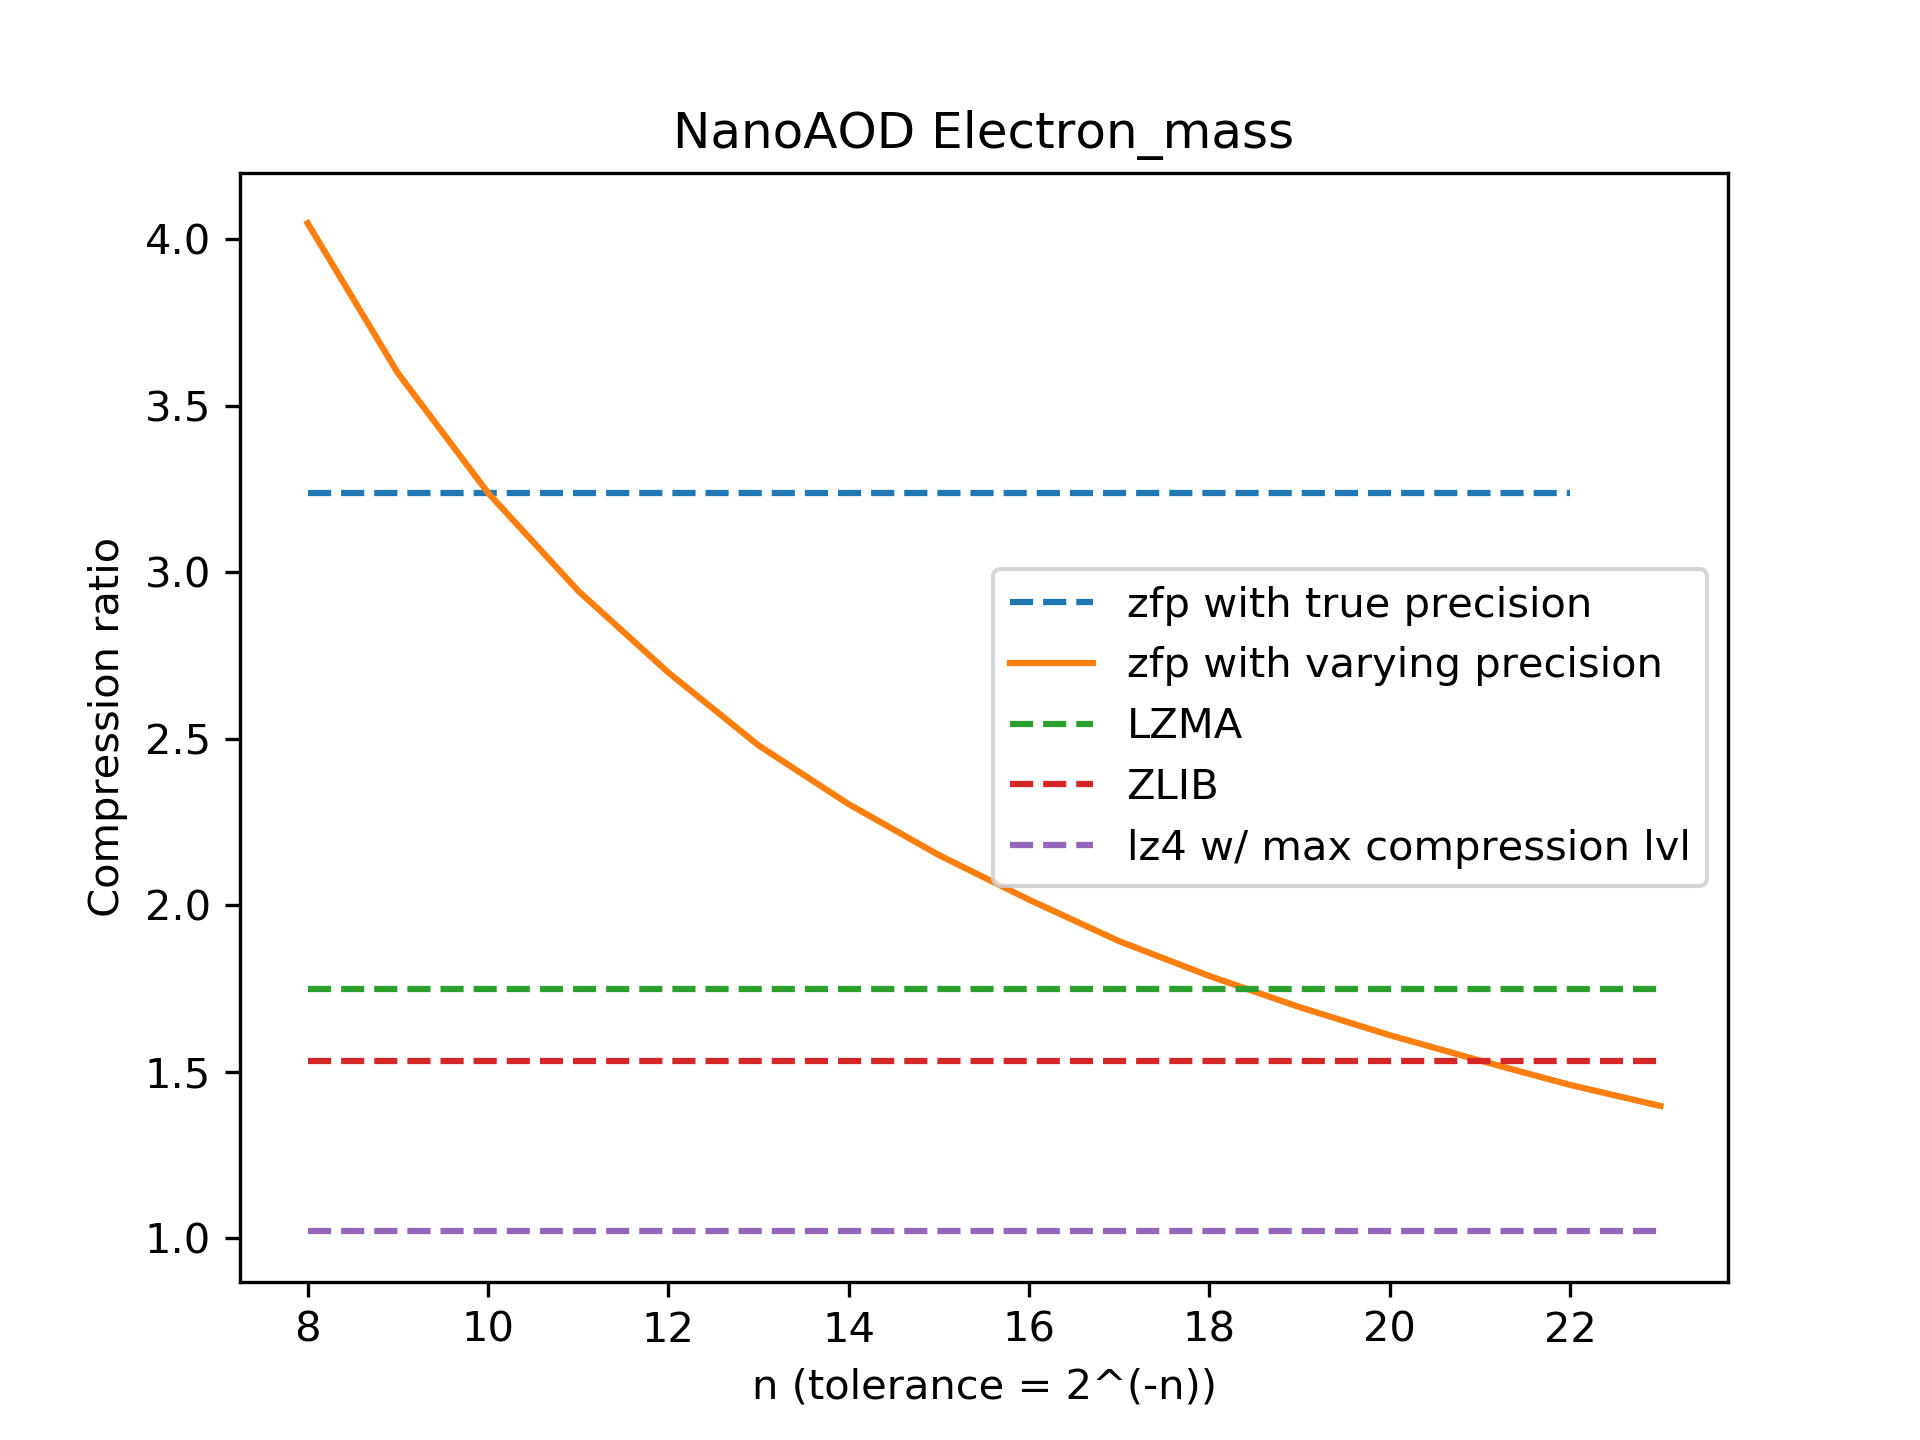 NanoAOD Electron_mass
Compression ratio
4.0
3.5
3.0
2.5
2.0
1.5
1.0
zfp with true precision
zfp with varying precision
LZMA
ZLIB
lz4 w/ max compression lvl
8 10 12 14 16 18 20 22
n (tolerance = 2^(-n))